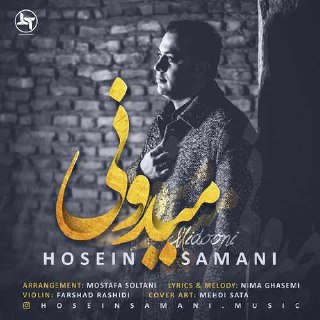 میدونی
Midooni
HOSEIN SAMANI
ARRANGEMENT: MOSTAFA SOLTANI LYRICS & MELODY: NIMA GHASEMI
VIOLIN: FARSHAD RASHIDI COVER ART: MEHDI SATA
HOSEINSAMANI.MUSIC